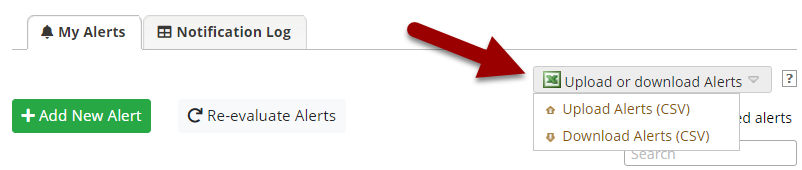 My Alerts
Notification Log
Upload or download Alerts
?
Upload Alerts (CSV)
Download Alerts (CSV)
Add New Alert
Re-evaluate Alerts
ed alerts
Search